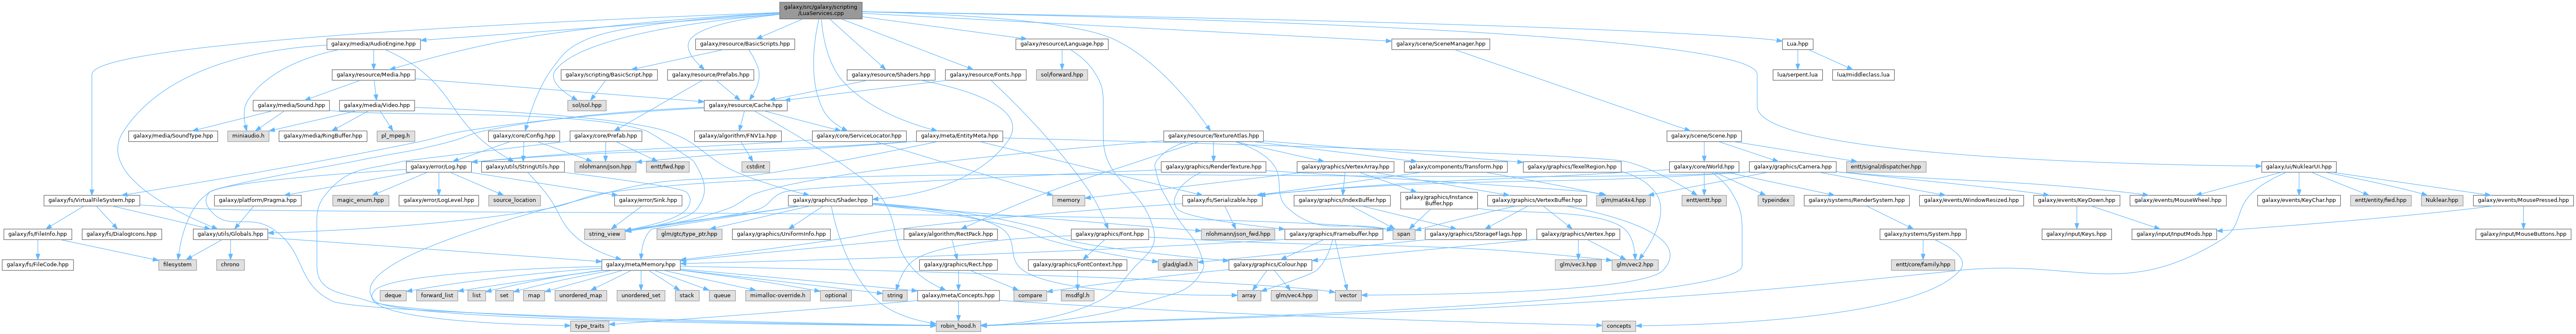 galaxy/src/galaxy/scripting
/LuaServices.cpp
galaxy/media/AudioEngine.hpp
galaxy/resource/BasicScripts.hpp
galaxy/resource/Language.hpp
galaxy/scene/SceneManager.hpp
Lua.hpp
galaxy/resource/Media.hpp
galaxy/scripting/BasicScript.hpp
galaxy/resource/Prefabs.hpp
galaxy/resource/Shaders.hpp
galaxy/resource/Fonts.hpp
sol/forward.hpp
lua/serpent.lua
lua/middleclass.lua
galaxy/media/Sound.hpp
galaxy/media/Video.hpp
sol/sol.hpp
galaxy/resource/Cache.hpp
galaxy/media/SoundType.hpp
miniaudio.h
galaxy/media/RingBuffer.hpp
pl_mpeg.h
galaxy/core/Config.hpp
galaxy/core/Prefab.hpp
galaxy/algorithm/FNV1a.hpp
galaxy/core/ServiceLocator.hpp
galaxy/meta/EntityMeta.hpp
galaxy/resource/TextureAtlas.hpp
galaxy/scene/Scene.hpp
galaxy/error/Log.hpp
galaxy/utils/StringUtils.hpp
nlohmann/json.hpp
entt/fwd.hpp
cstdint
galaxy/graphics/RenderTexture.hpp
galaxy/graphics/VertexArray.hpp
galaxy/components/Transform.hpp
galaxy/graphics/TexelRegion.hpp
galaxy/core/World.hpp
galaxy/graphics/Camera.hpp
entt/signal/dispatcher.hpp
galaxy/ui/NuklearUI.hpp
galaxy/fs/VirtualFileSystem.hpp
galaxy/platform/Pragma.hpp
magic_enum.hpp
galaxy/error/LogLevel.hpp
source_location
galaxy/error/Sink.hpp
galaxy/graphics/Shader.hpp
memory
galaxy/fs/Serializable.hpp
galaxy/graphics/IndexBuffer.hpp
galaxy/graphics/Instance
Buffer.hpp
galaxy/graphics/VertexBuffer.hpp
glm/mat4x4.hpp
entt/entt.hpp
typeindex
galaxy/systems/RenderSystem.hpp
galaxy/events/WindowResized.hpp
galaxy/events/KeyDown.hpp
galaxy/events/MouseWheel.hpp
galaxy/events/KeyChar.hpp
entt/entity/fwd.hpp
Nuklear.hpp
galaxy/events/MousePressed.hpp
galaxy/fs/FileInfo.hpp
galaxy/fs/DialogIcons.hpp
galaxy/utils/Globals.hpp
string_view
glm/gtc/type_ptr.hpp
galaxy/graphics/UniformInfo.hpp
galaxy/algorithm/RectPack.hpp
galaxy/graphics/Font.hpp
nlohmann/json_fwd.hpp
galaxy/graphics/Framebuffer.hpp
span
galaxy/graphics/StorageFlags.hpp
galaxy/graphics/Vertex.hpp
galaxy/systems/System.hpp
galaxy/input/Keys.hpp
galaxy/input/InputMods.hpp
galaxy/input/MouseButtons.hpp
galaxy/fs/FileCode.hpp
filesystem
chrono
galaxy/meta/Memory.hpp
galaxy/graphics/Rect.hpp
galaxy/graphics/FontContext.hpp
glad/glad.h
galaxy/graphics/Colour.hpp
glm/vec3.hpp
glm/vec2.hpp
entt/core/family.hpp
deque
forward_list
list
set
map
unordered_map
unordered_set
stack
queue
mimalloc-override.h
optional
string
galaxy/meta/Concepts.hpp
compare
msdfgl.h
array
glm/vec4.hpp
vector
type_traits
robin_hood.h
concepts